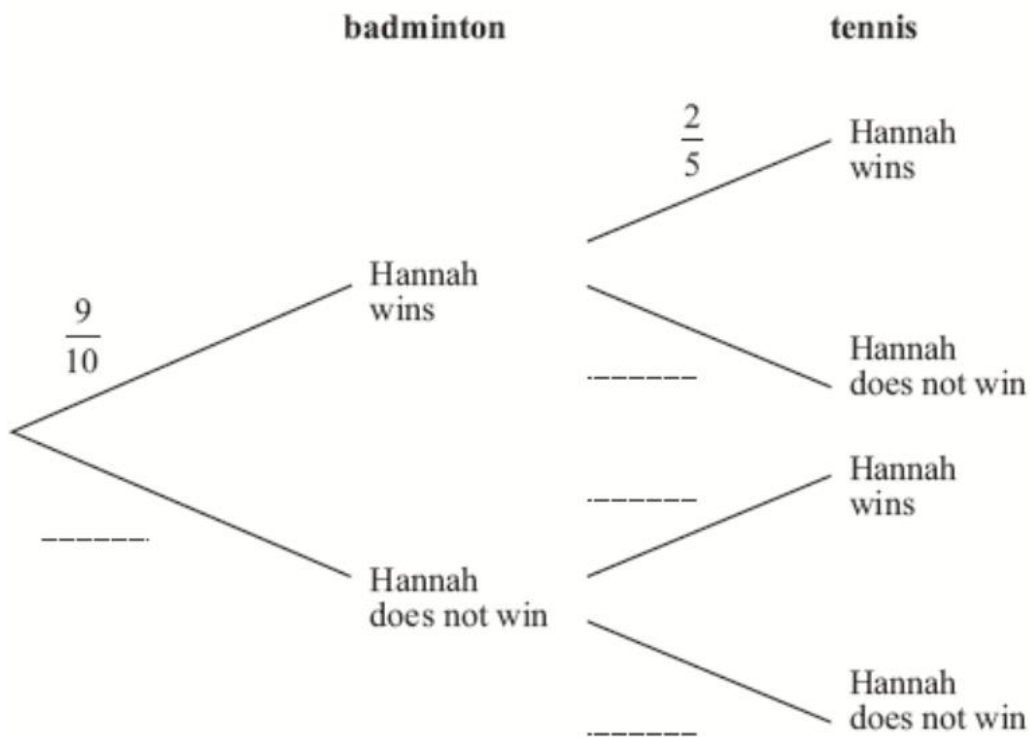 badminton
tennis
2
5
Hannah
wins
Hannah
wins
9
10
Hannah
does not win
Hannah
wins
Hannah
does not win
Hannah
does not win